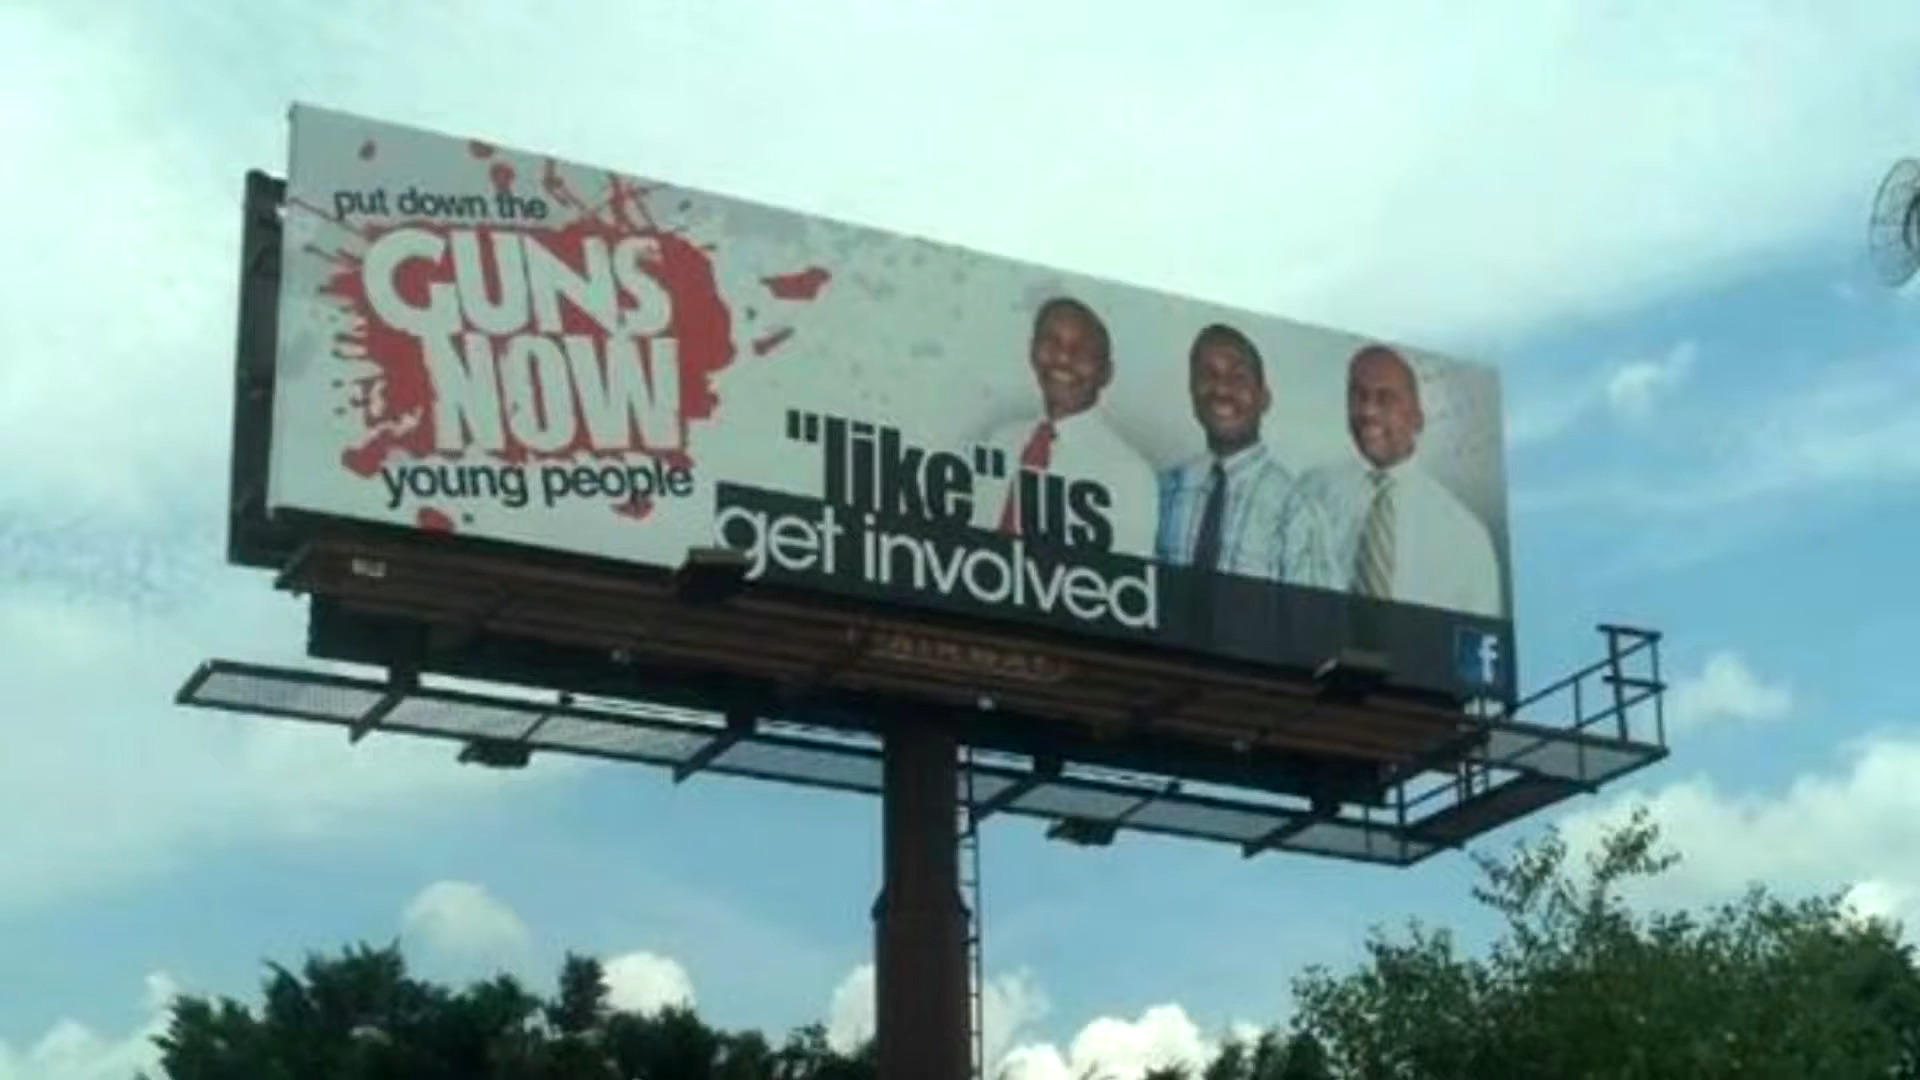 put down the
GUNS
NOW
young people
"like" us
get involved
f